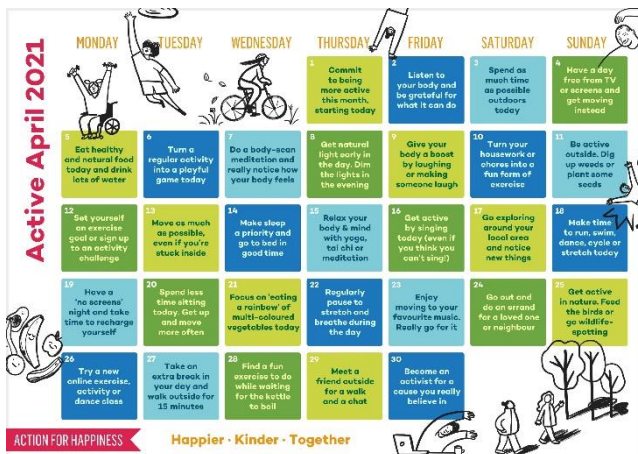 Active April 2021
MONDAY
TUESDAY
WEDNESDAY
THURSDAY
FRIDAY
SATURDAY
SUNDAY
1
Commit
to being
more active
this month,
starting today
2
Listen to
your body and
be grateful for
what it can do
3
Spend as
much time
as possible
outdoors
today
4
Have a day
free from TV
or screens and
get moving
instead
5
Eat healthy
and natural food
today and drink
lots of water
6
Turn a
regular activity
into a playful
game today
7
Do a body-scan
meditation and
really notice how
your body feels
8
Get natural
light early in
the day. Dim
the lights in
the evening
9
Give your
body a boost
by laughing
or making
someone laugh
10
Turn your
housework or
chores into a
fun form of
exercise
11
Be active
outside. Dig
up weeds or
plant some
seeds
12
Set yourself
an exercise
goal or sign up
to an activity
challenge
13
Move as much
as possible,
even if you're
stuck inside
14
Make sleep
a priority and
go to bed in
good time
15
Relax your
body & mind
with yoga,
tai chi or
meditation
16
Get active
by singing
today (even if
you think you
can't sing!)
17
Go exploring
around your
local area
and notice
new things
18
Make time
to run, swim,
dance, cycle or
stretch today
19
Have a
'no screens'
night and take
time to recharge
yourself
20
Spend less
time sitting
today. Get up
and move
more often
21
Focus on 'eating
a rainbow' of
multi-coloured
vegetables today
22
Regularly
pause to
stretch and
breathe during
the day
23
Enjoy
moving to your
favourite music.
Really go for it
24
Go out and
do an errand
for a loved one
or neighbour
25
Get active
in nature. Feed
the birds or
go wildlife-
spotting
26
Try a new
online exercise,
activity or
dance class
27
Take an
extra break in
your day and
walk outside for
15 minutes
28
Find a fun
exercise to do
while waiting
for the kettle
to boil
29
Meet a
friend outside
for a walk
and a chat
30
Become an
activist for a
cause you really
believe in
ACTION FOR HAPPINESS
Happier · Kinder · Together